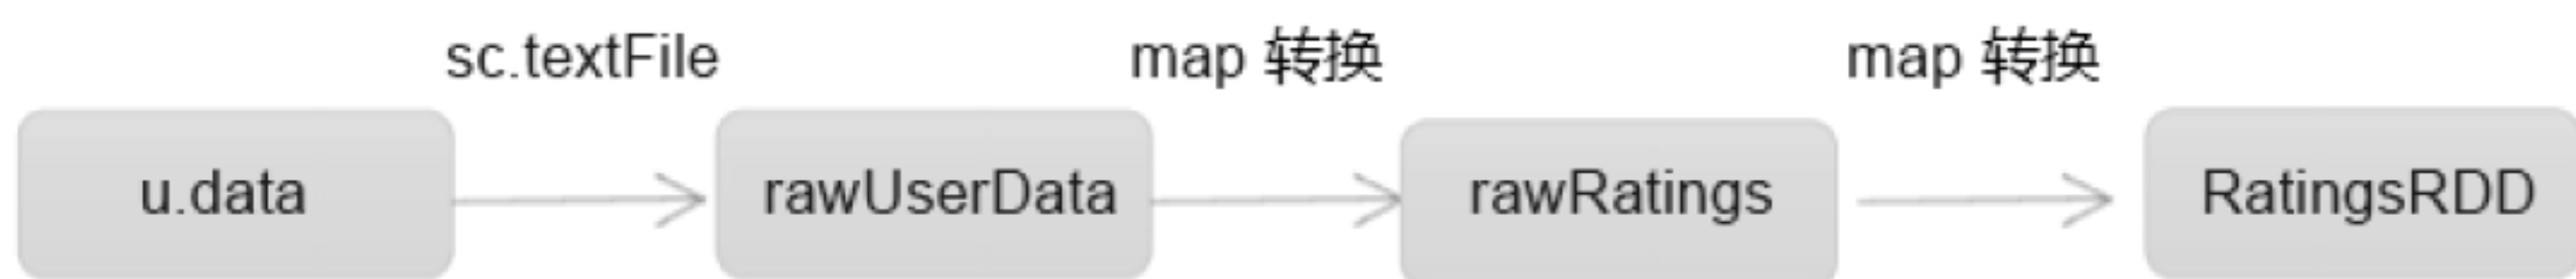 sc.textFile map 转换 map 转换
u.data rawUserData rawRatings RatingsRDD